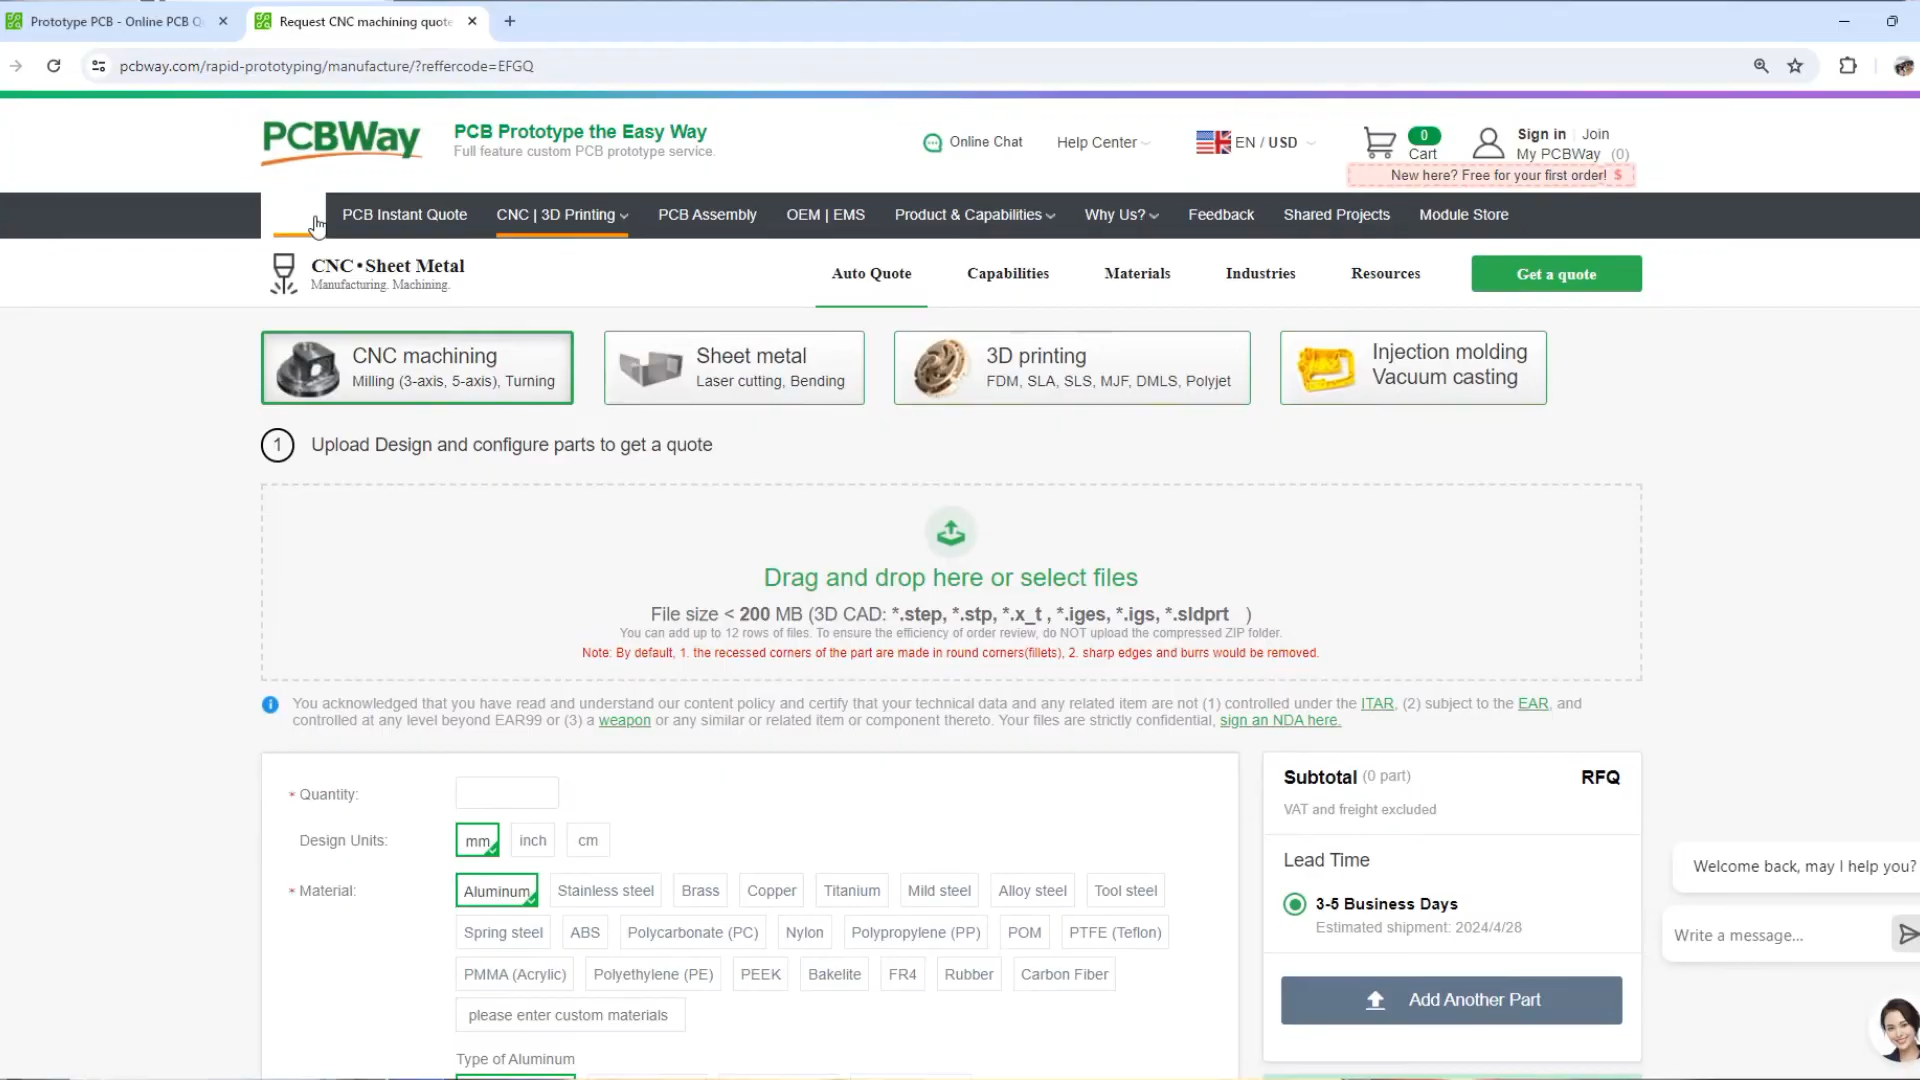 Prototype PCB - Online PCB Q
Request CNC machining quote
pcbway.com/rapid-prototyping/manufacture/?reffercode=EFGQ
PCBWay
PCB Prototype the Easy Way
Full feature custom PCB prototype service.
Online Chat
Help Center
EN / USD
0
Cart
Sign in
Join
My PCBWay (0)
New here? Free for your first order! $
PCB Instant Quote
CNC | 3D Printing
PCB Assembly
OEM | EMS
Product & Capabilities
Why Us?
Feedback
Shared Projects
Module Store
CNC•Sheet Metal
Manufacturing. Machining.
Auto Quote
Capabilities
Materials
Industries
Resources
Get a quote
CNC machining
Milling (3-axis, 5-axis), Turning
Sheet metal
Laser cutting, Bending
3D printing
FDM, SLA, SLS, MJF, DMLS, Polyjet
Injection molding
Vacuum casting
1
Upload Design and configure parts to get a quote
Drag and drop here or select files
File size < 200 MB (3D CAD: *.step, *.stp, *.x_t , *.iges, *.igs, *.sldprt )
You can add up to 12 rows of files. To ensure the efficiency of order review, do NOT upload the compressed ZIP folder.
Note: By default, 1. the recessed corners of the part are made in round corners(fillets), 2. sharp edges and burrs would be removed.
You acknowledged that you have read and understand our content policy and certify that your technical data and any related item are not (1) controlled under the ITAR, (2) subject to the EAR, and
controlled at any level beyond EAR99 or (3) a weapon or any similar or related item or component thereto. Your files are strictly confidential, sign an NDA here.
* Quantity:
Design Units:
mm
inch
cm
* Material:
Aluminum
Stainless steel
Brass
Copper
Titanium
Mild steel
Alloy steel
Tool steel
Spring steel
ABS
Polycarbonate (PC)
Nylon
Polypropylene (PP)
POM
PTFE (Teflon)
PMMA (Acrylic)
Polyethylene (PE)
PEEK
Bakelite
FR4
Rubber
Carbon Fiber
please enter custom materials
Type of Aluminum
Subtotal (0 part)
RFQ
VAT and freight excluded
Lead Time
3-5 Business Days
Estimated shipment: 2024/4/28
Add Another Part
Welcome back, may I help you?
Write a message...